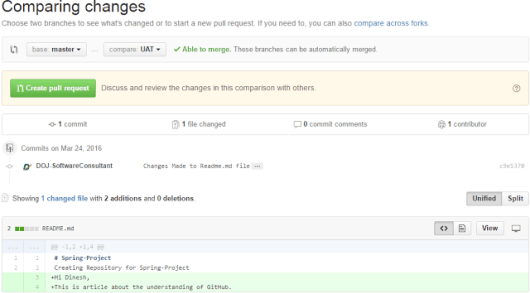 Comparing changes
Choose two branches to see what's changed or to start a new pull request. If you need to, you can also compare across forks.
base: master ... compare: UAT ✓ Able to merge. These branches can be automatically merged.
Create pull request Discuss and review the changes in this comparison with others.
1 commit 1 file changed 0 commit comments 1 contributor
Commits on Mar 24, 2016
DOJ-SoftwareConsultant Changes Made to Readme.md file ...
Showing 1 changed file with 2 additions and 0 deletions. Unified Split
2 README.md View
... ... @@ -1,2 +1,4 @@
1 1 # Spring-Project
2 2 Creating Repository for Spring-Project
3 +Hi Dinesh,
4 +This is article about the understanding of GitHub.